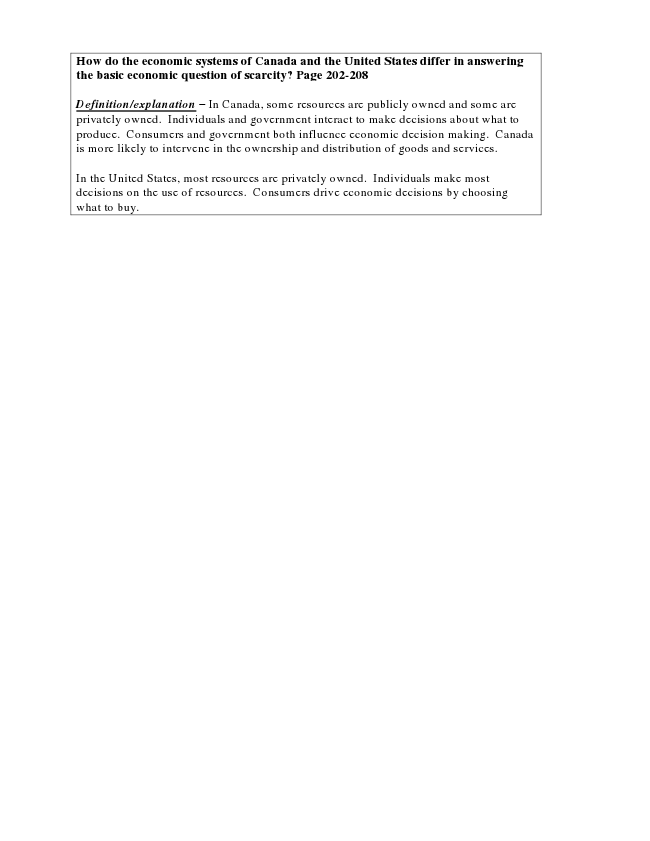 How do the economic systems of Canada and the United States differ in answering
the basic economic question of scarcity? Page 202-208
Definition/explanation – In Canada, some resources are publicly owned and some are
privately owned.  Individuals and government interact to make decisions about what to
produce.  Consumers and government both influence economic decision making.  Canada
is more likely to intervene in the ownership and distribution of goods and services.
In the United States, most resources are privately owned.  Individuals make most
decisions on the use of resources.  Consumers drive economic decisions by choosing
what to buy.